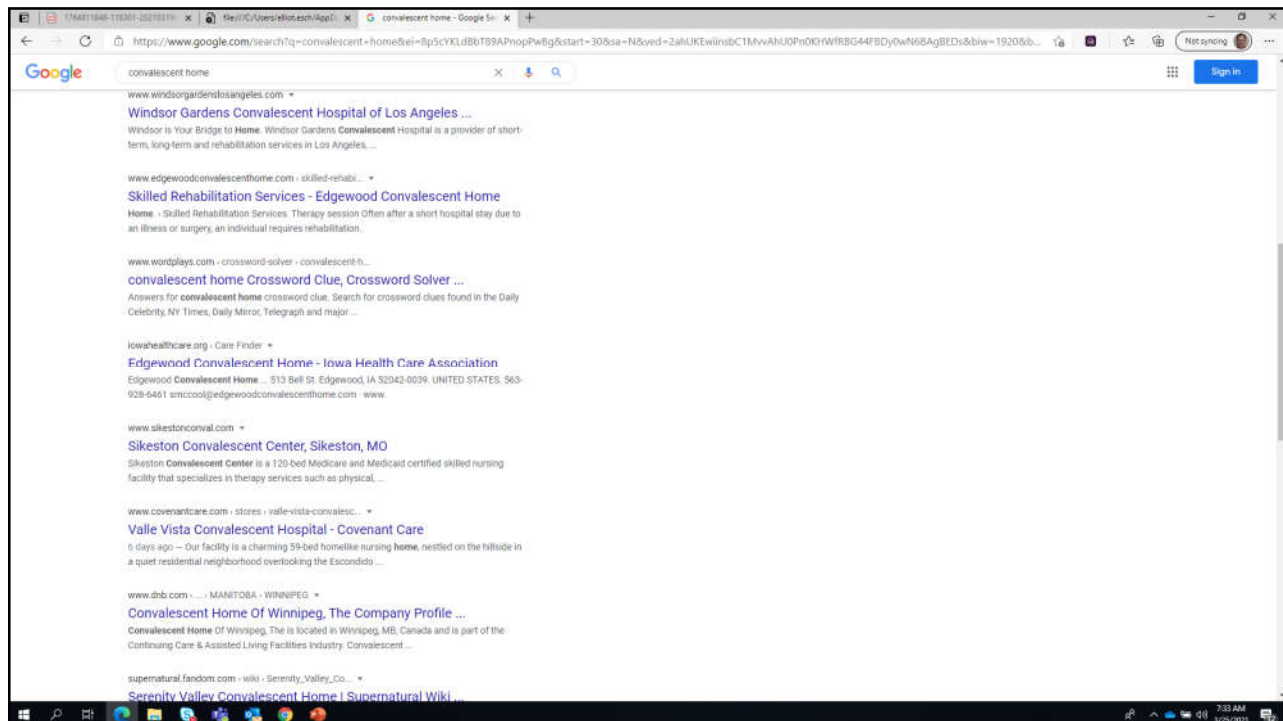 file:///C:/Users/elliot.esch/AppD
convalescent home - Google Se
Not syncing
Google
convalescent home
Sign in
www.windsorgardenslosangeles.com
Windsor Gardens Convalescent Hospital of Los Angeles ...
Windsor is Your Bridge to Home. Windsor Gardens Convalescent Hospital is a provider of short-
term, long-term and rehabilitation services in Los Angeles, ...
www.edgewoodconvalescenthome.com › skilled-rehabi...
Skilled Rehabilitation Services - Edgewood Convalescent Home
Home. › Skilled Rehabilitation Services. Therapy session Often after a short hospital stay due to
an illness or surgery, an individual requires rehabilitation.
www.wordplays.com › crossword-solver › convalescent-h...
convalescent home Crossword Clue, Crossword Solver ...
Answers for convalescent home crossword clue. Search for crossword clues found in the Daily
Celebrity, NY Times, Daily Mirror, Telegraph and major ...
iowahealthcare.org › Care Finder
Edgewood Convalescent Home - Iowa Health Care Association
Edgewood Convalescent Home ... 513 Bell St. Edgewood, IA 52042-0039. UNITED STATES. 563-
928-6461 smccool@edgewoodconvalescenthome.com · www.
www.sikestonconval.com
Sikeston Convalescent Center, Sikeston, MO
Sikeston Convalescent Center is a 120-bed Medicare and Medicaid certified skilled nursing
facility that specializes in therapy services such as physical, ...
www.covenantcare.com › stores › valle-vista-convalesc...
Valle Vista Convalescent Hospital - Covenant Care
6 days ago — Our facility is a charming 59-bed homelike nursing home, nestled on the hillside in
a quiet residential neighborhood overlooking the Escondido ...
www.dnb.com › ... › MANITOBA › WINNIPEG
Convalescent Home Of Winnipeg, The Company Profile ...
Convalescent Home Of Winnipeg, The is located in Winnipeg, MB, Canada and is part of the
Continuing Care & Assisted Living Facilities Industry. Convalescent ...
supernatural.fandom.com › wiki › Serenity_Valley_Co...
Serenity Valley Convalescent Home | Supernatural Wiki ...
7:33 AM